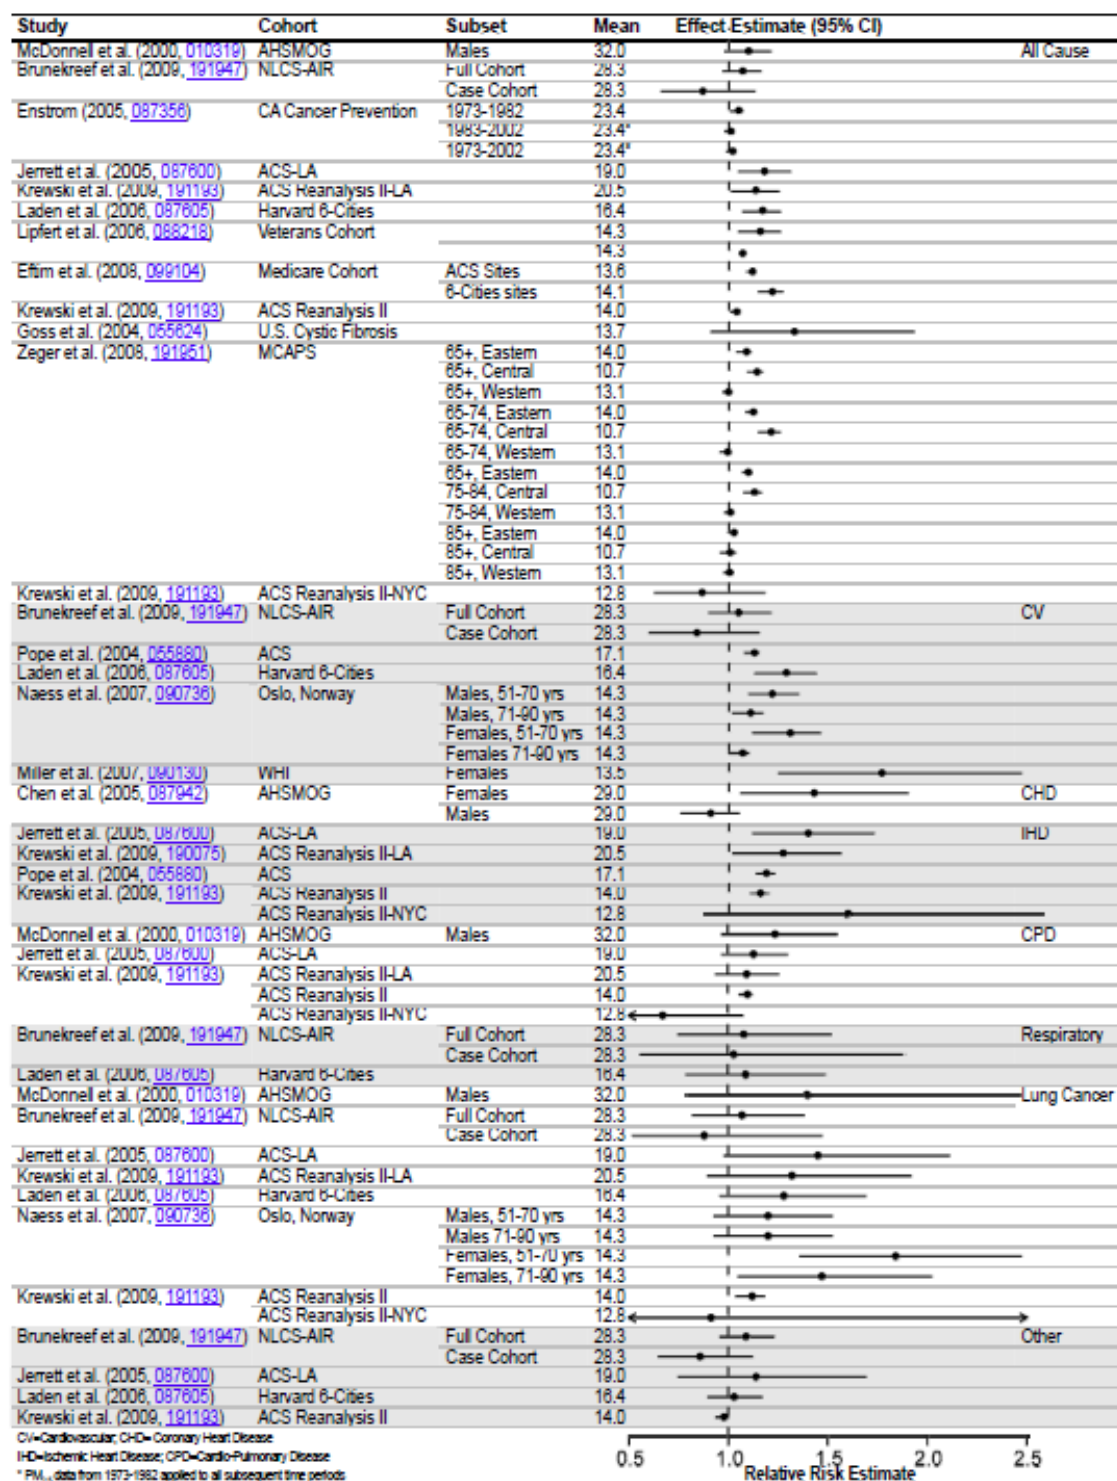 Study Cohort Subset Mean Effect Estimate (95% CI)
McDonnell et al. (2000, 010319) AHSMOG Males 32.0 All Cause
Brunekreef et al. (2009, 191947) NLCS-AIR Full Cohort 28.3
Case Cohort 28.3
Enstrom (2005, 087356) CA Cancer Prevention 1973-1982 23.4
1983-2002 23.4*
1973-2002 23.4*
Jerrett et al. (2005, 087600) ACS-LA 19.0
Krewski et al. (2009, 191193) ACS Reanalysis II-LA 20.5
Laden et al. (2006, 087605) Harvard 6-Cities 16.4
Lipfert et al. (2006, 088218) Veterans Cohort 14.3
14.3
Eftim et al. (2008, 099104) Medicare Cohort ACS Sites 13.6
6-Cities sites 14.1
Krewski et al. (2009, 191193) ACS Reanalysis II 14.0
Goss et al. (2004, 055624) U.S. Cystic Fibrosis 13.7
Zeger et al. (2008, 191951) MCAPS 65+, Eastern 14.0
65+, Central 10.7
65+, Western 13.1
65-74, Eastern 14.0
65-74, Central 10.7
65-74, Western 13.1
65+, Eastern 14.0
75-84, Central 10.7
75-84, Western 13.1
85+, Eastern 14.0
85+, Central 10.7
85+, Western 13.1
Krewski et al. (2009, 191193) ACS Reanalysis II-NYC 12.8
Brunekreef et al. (2009, 191947) NLCS-AIR Full Cohort 28.3 CV
Case Cohort 28.3
Pope et al. (2004, 055880) ACS 17.1
Laden et al. (2006, 087605) Harvard 6-Cities 16.4
Naess et al. (2007, 090736) Oslo, Norway Males, 51-70 yrs 14.3
Males, 71-90 yrs 14.3
Females, 51-70 yrs 14.3
Females 71-90 yrs 14.3
Miller et al. (2007, 090130) WHI Females 13.5
Chen et al. (2005, 087942) AHSMOG Females 29.0 CHD
Males 29.0
Jerrett et al. (2005, 087600) ACS-LA 19.0 IHD
Krewski et al. (2009, 190075) ACS Reanalysis II-LA 20.5
Pope et al. (2004, 055880) ACS 17.1
Krewski et al. (2009, 191193) ACS Reanalysis II 14.0
ACS Reanalysis II-NYC 12.8
McDonnell et al. (2000, 010319) AHSMOG Males 32.0 CPD
Jerrett et al. (2005, 087600) ACS-LA 19.0
Krewski et al. (2009, 191193) ACS Reanalysis II-LA 20.5
ACS Reanalysis II 14.0
ACS Reanalysis II-NYC 12.8
Brunekreef et al. (2009, 191947) NLCS-AIR Full Cohort 28.3 Respiratory
Case Cohort 28.3
Laden et al. (2006, 087605) Harvard 6-Cities 16.4
McDonnell et al. (2000, 010319) AHSMOG Males 32.0 Lung Cancer
Brunekreef et al. (2009, 191947) NLCS-AIR Full Cohort 28.3
Case Cohort 28.3
Jerrett et al. (2005, 087600) ACS-LA 19.0
Krewski et al. (2009, 191193) ACS Reanalysis II-LA 20.5
Laden et al. (2006, 087605) Harvard 6-Cities 16.4
Naess et al. (2007, 090736) Oslo, Norway Males, 51-70 yrs 14.3
Males 71-90 yrs 14.3
Females, 51-70 yrs 14.3
Females, 71-90 yrs 14.3
Krewski et al. (2009, 191193) ACS Reanalysis II 14.0
ACS Reanalysis II-NYC 12.8
Brunekreef et al. (2009, 191947) NLCS-AIR Full Cohort 28.3 Other
Case Cohort 28.3
Jerrett et al. (2005, 087600) ACS-LA 19.0
Laden et al. (2006, 087605) Harvard 6-Cities 16.4
Krewski et al. (2009, 191193) ACS Reanalysis II 14.0
CV=Cardiovascular; CHD= Coronary Heart Disease
IHD=Ischemic Heart Disease; CPD=Cardio-Pulmonary Disease
* PM data from 1973-1982 applied to all subsequent time periods
0.5 1.0 1.5 2.0 2.5
Relative Risk Estimate